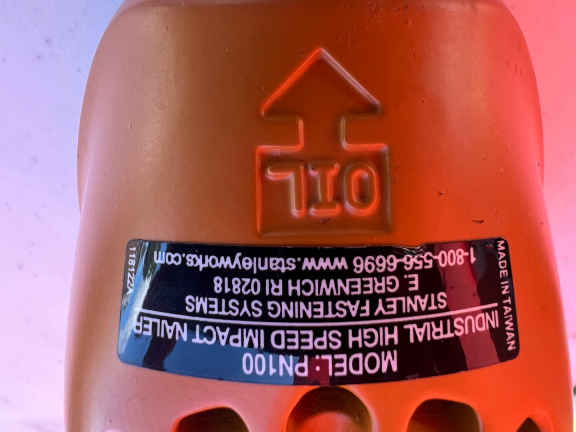 MODEL: PN100
INDUSTRIAL HIGH SPEED IMPACT NAILER
STANLEY FASTENING SYSTEMS
E. GREENWICH RI 02818
1-800-556-6696 www.stanleyworks.com
MADE IN TAIWAN
118122A
OIL